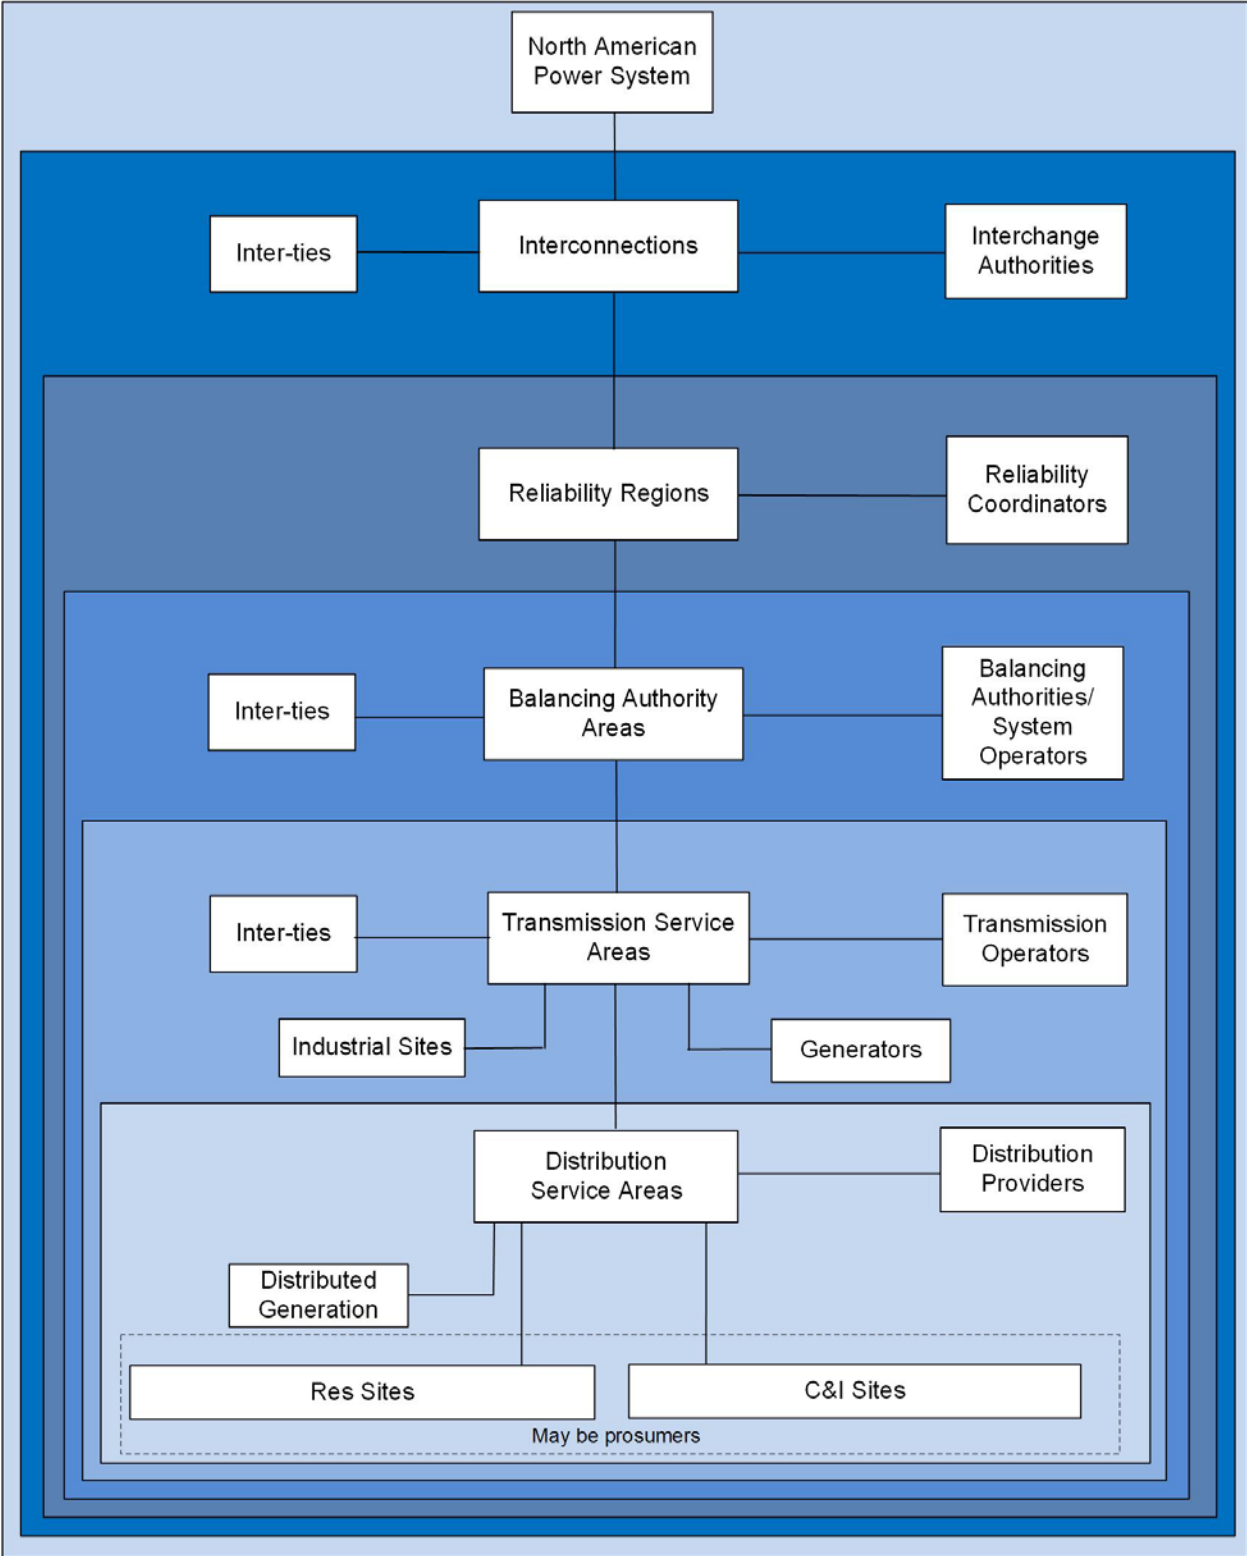 North American
Power System
Inter-ties
Interconnections
Interchange
Authorities
Reliability Regions
Reliability
Coordinators
Inter-ties
Balancing Authority
Areas
Balancing
Authorities/
System
Operators
Inter-ties
Transmission Service
Areas
Transmission
Operators
Industrial Sites
Generators
Distribution
Service Areas
Distribution
Providers
Distributed
Generation
Res Sites
C&I Sites
May be prosumers